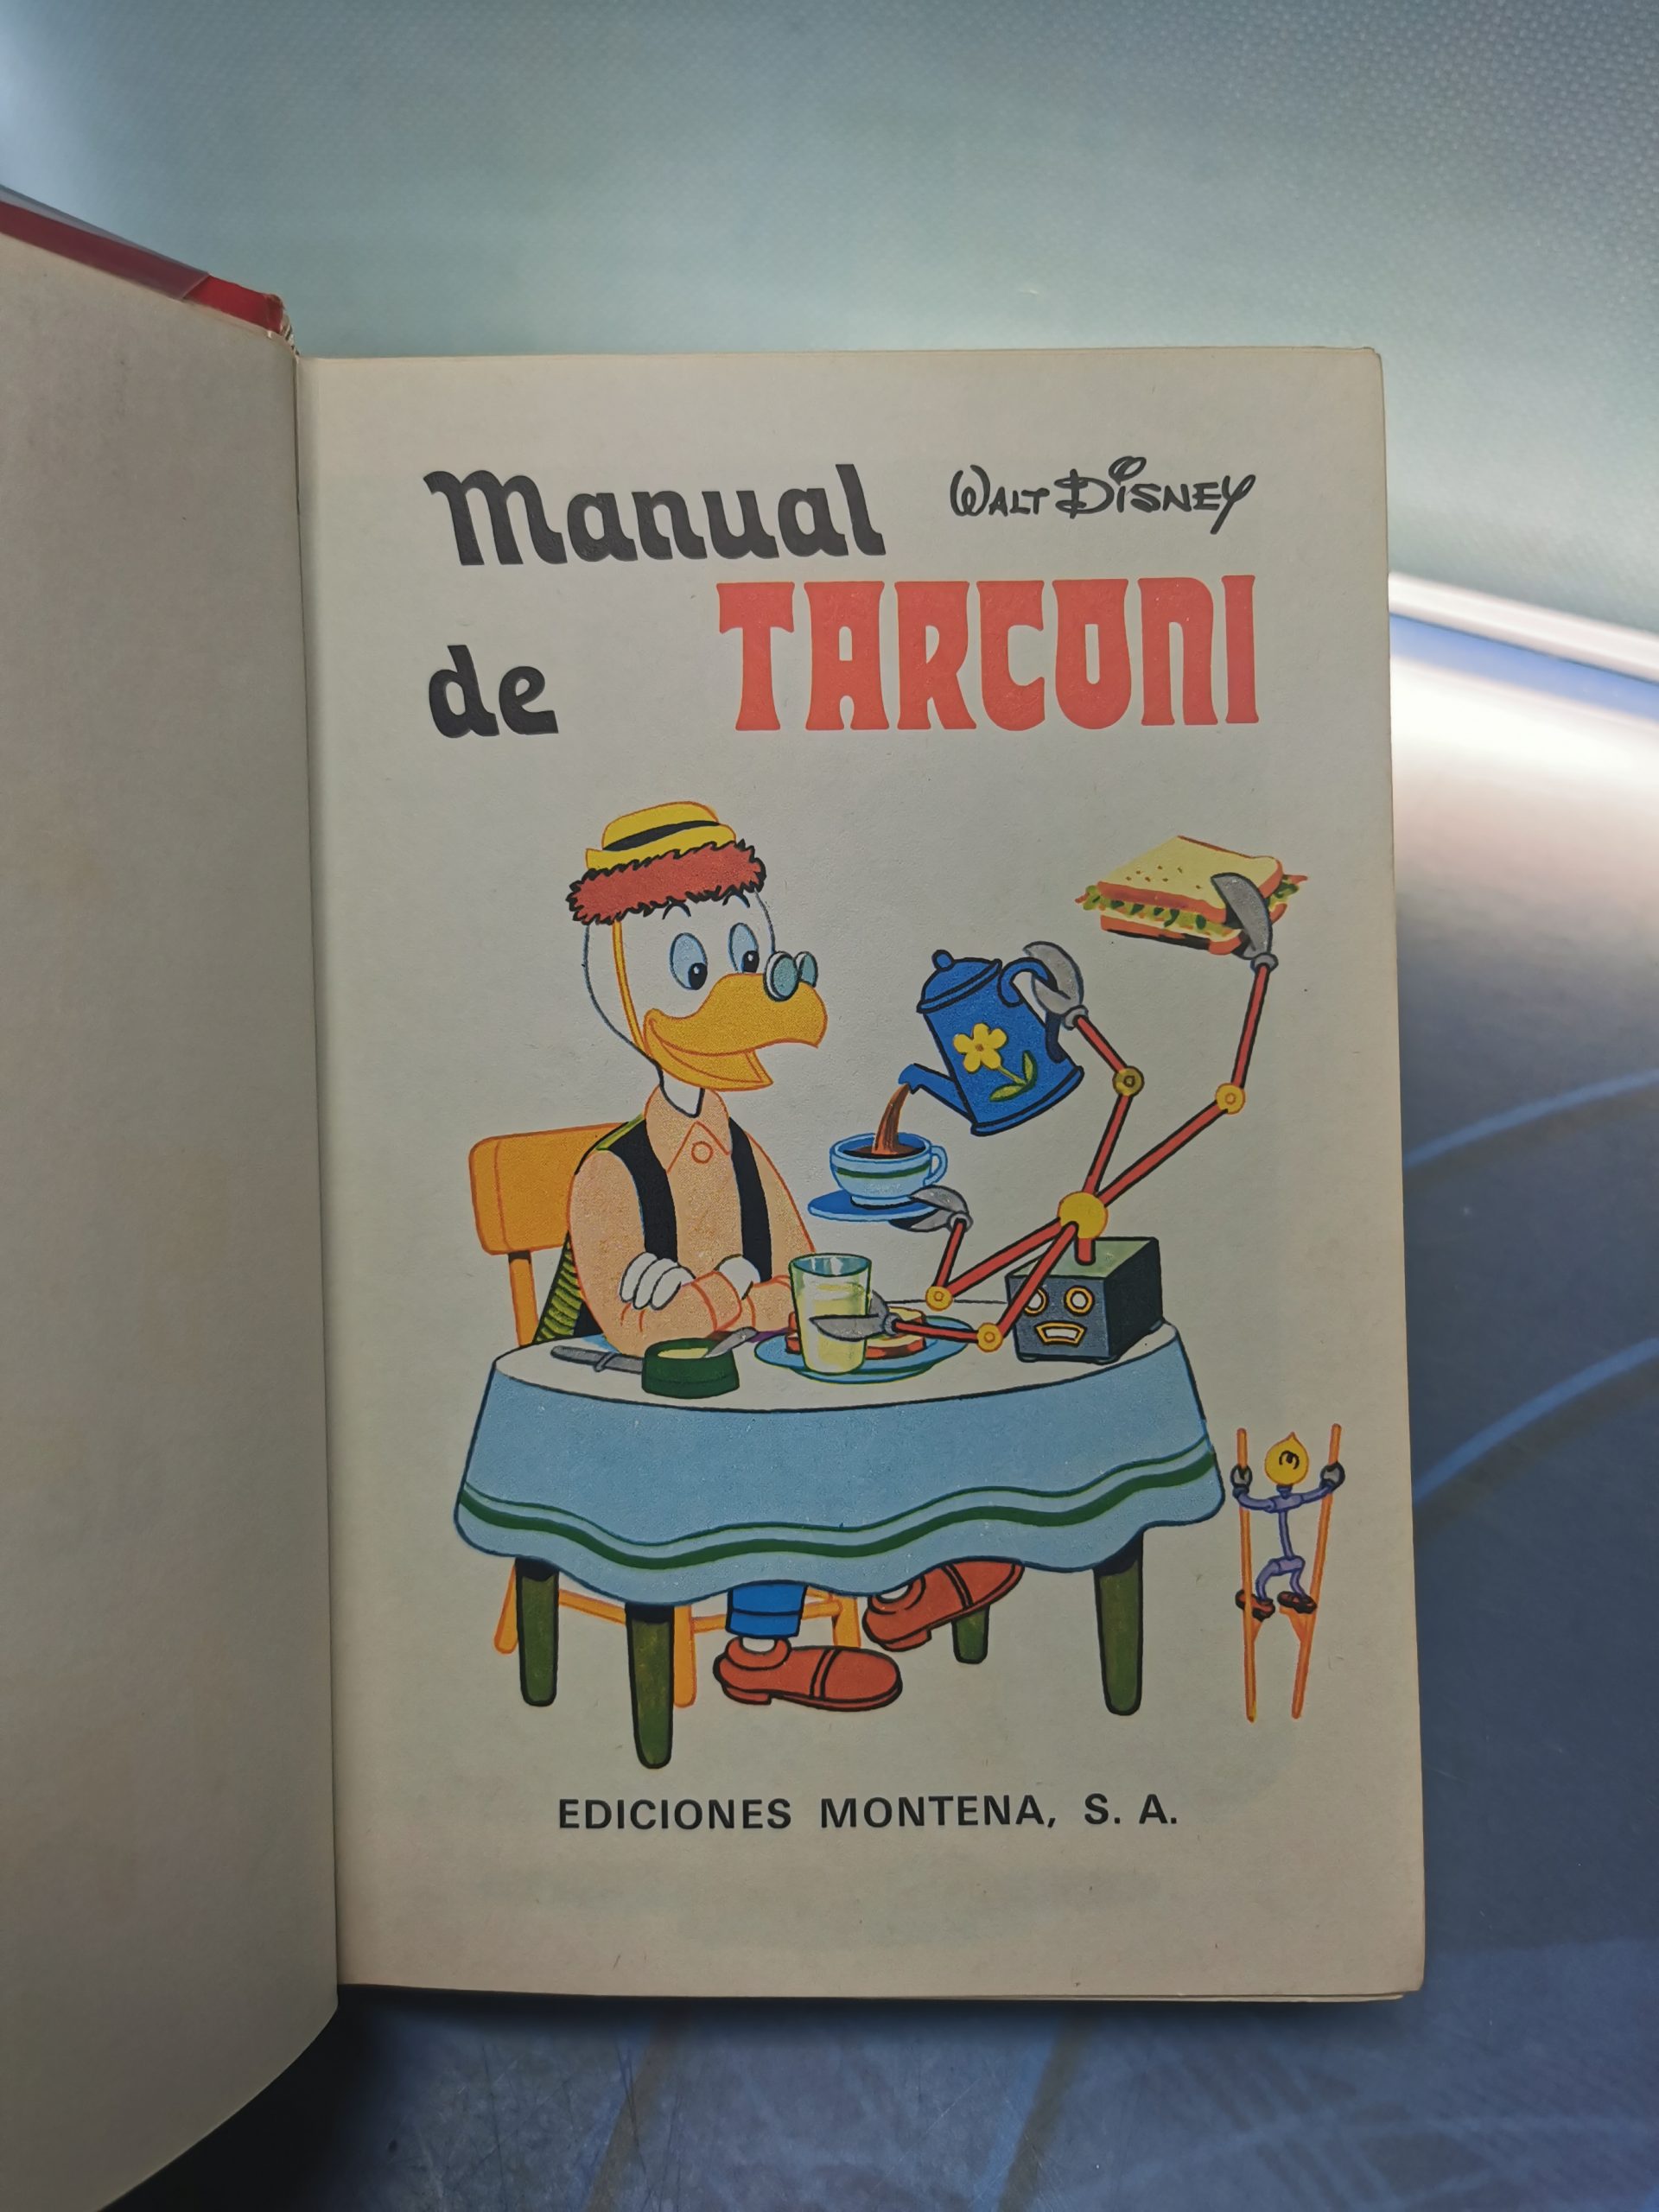 Manual WALT DISNEY
de TARCONI
EDICIONES MONTENA, S. A.